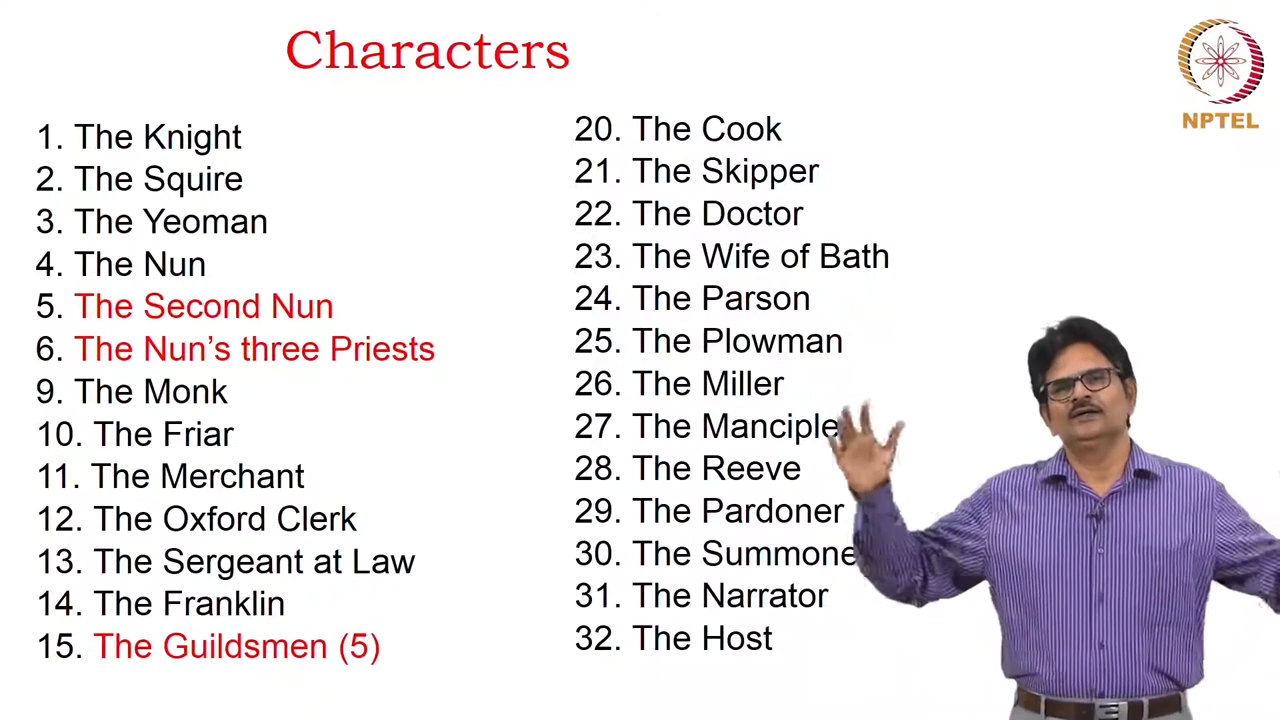 Characters
NPTEL
1. The Knight
2. The Squire
3. The Yeoman
4. The Nun
5. The Second Nun
6. The Nun’s three Priests
9. The Monk
10. The Friar
11. The Merchant
12. The Oxford Clerk
13. The Sergeant at Law
14. The Franklin
15. The Guildsmen (5)
20. The Cook
21. The Skipper
22. The Doctor
23. The Wife of Bath
24. The Parson
25. The Plowman
26. The Miller
27. The Manciple
28. The Reeve
29. The Pardoner
30. The Summone
31. The Narrator
32. The Host